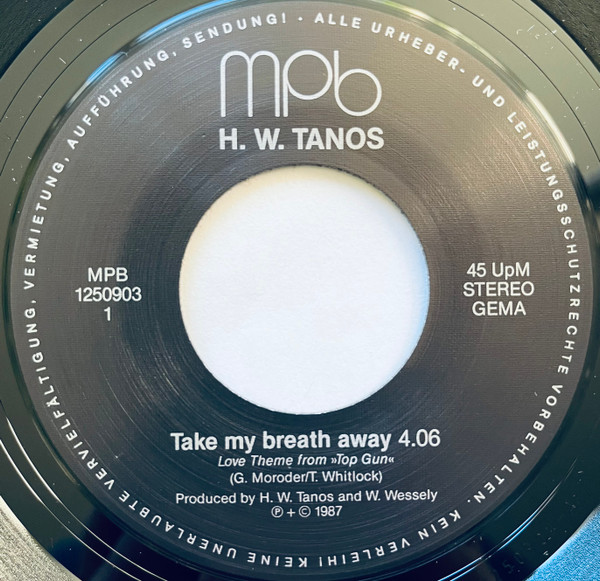 ALLE URHEBER- UND LEISTUNGSSCHUTZRECHTE VORBEHALTEN. KEIN VERLEIH! KEINE UNERLAUBTE VERVIELFÄLTIGUNG, VERMIETUNG, AUFFÜHRUNG, SENDUNG! ·
mpb
H. W. TANOS
MPB
1250903
1
45 UpM
STEREO
GEMA
Take my breath away 4.06
Love Theme from »Top Gun«
(G. Moroder/T. Whitlock)
Produced by H. W. Tanos and W. Wessely
℗ + © 1987